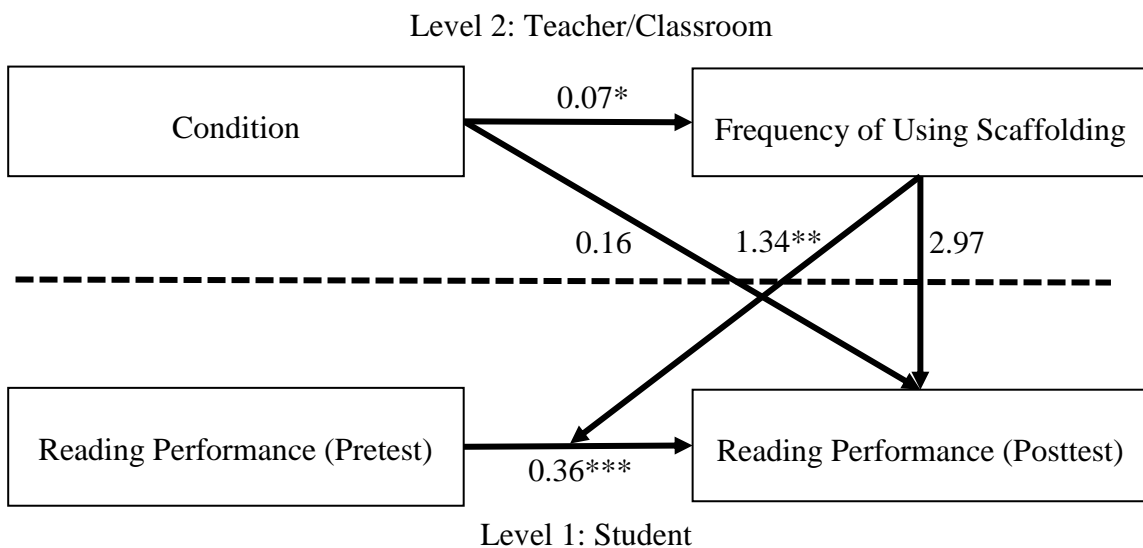 Level 2: Teacher/Classroom
0.07*
Condition
Frequency of Using Scaffolding
0.16
1.34**
2.97
Reading Performance (Pretest)
Reading Performance (Posttest)
0.36***
Level 1: Student